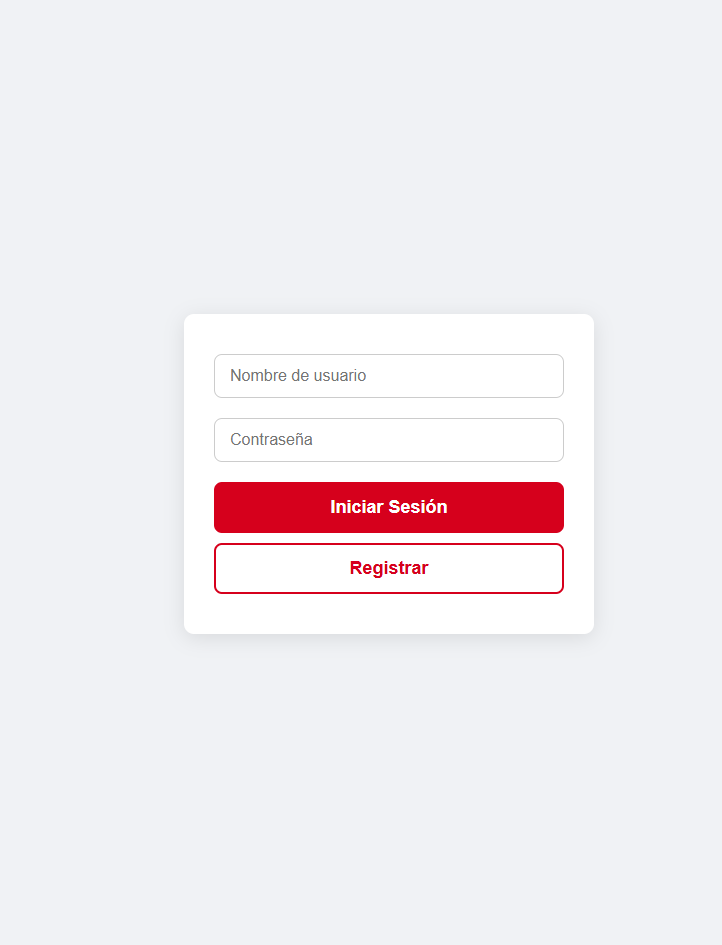 Nombre de usuario
Contraseña
Iniciar Sesión
Registrar